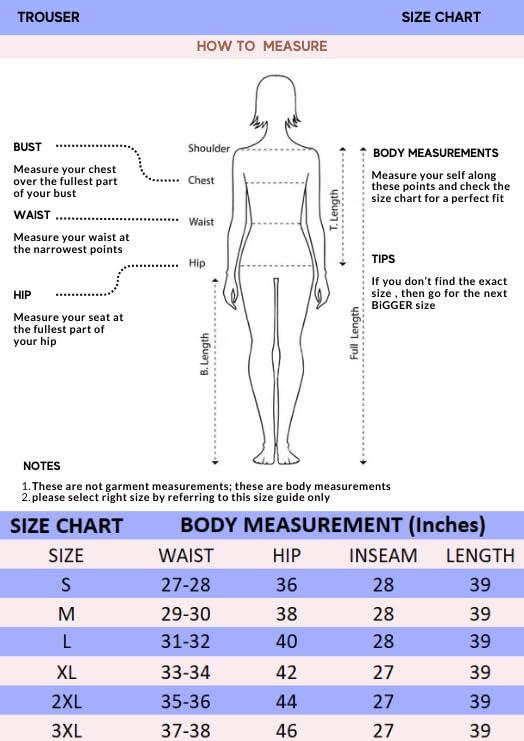 TROUSER
SIZE CHART
HOW TO MEASURE
BUST
Measure your chest
over the fullest part
of your bust
WAIST
Measure your waist at
the narrowest points
HIP
Measure your seat at
the fullest part of
your hip
Shoulder
Chest
Waist
Hip
T. Length
B. Length
Full Length
BODY MEASUREMENTS
Measure your self along
these points and check the
size chart for a perfect fit
TIPS
If you don't find the exact
size , then go for the next
BiGGER size
NOTES
1. These are not garment measurements; these are body measurements
2. please select right size by referring to this size guide only
SIZE CHART BODY MEASUREMENT (Inches)
SIZE WAIST HIP INSEAM LENGTH
S 27-28 36 28 39
M 29-30 38 28 39
L 31-32 40 28 39
XL 33-34 42 27 39
2XL 35-36 44 27 39
3XL 37-38 46 27 39